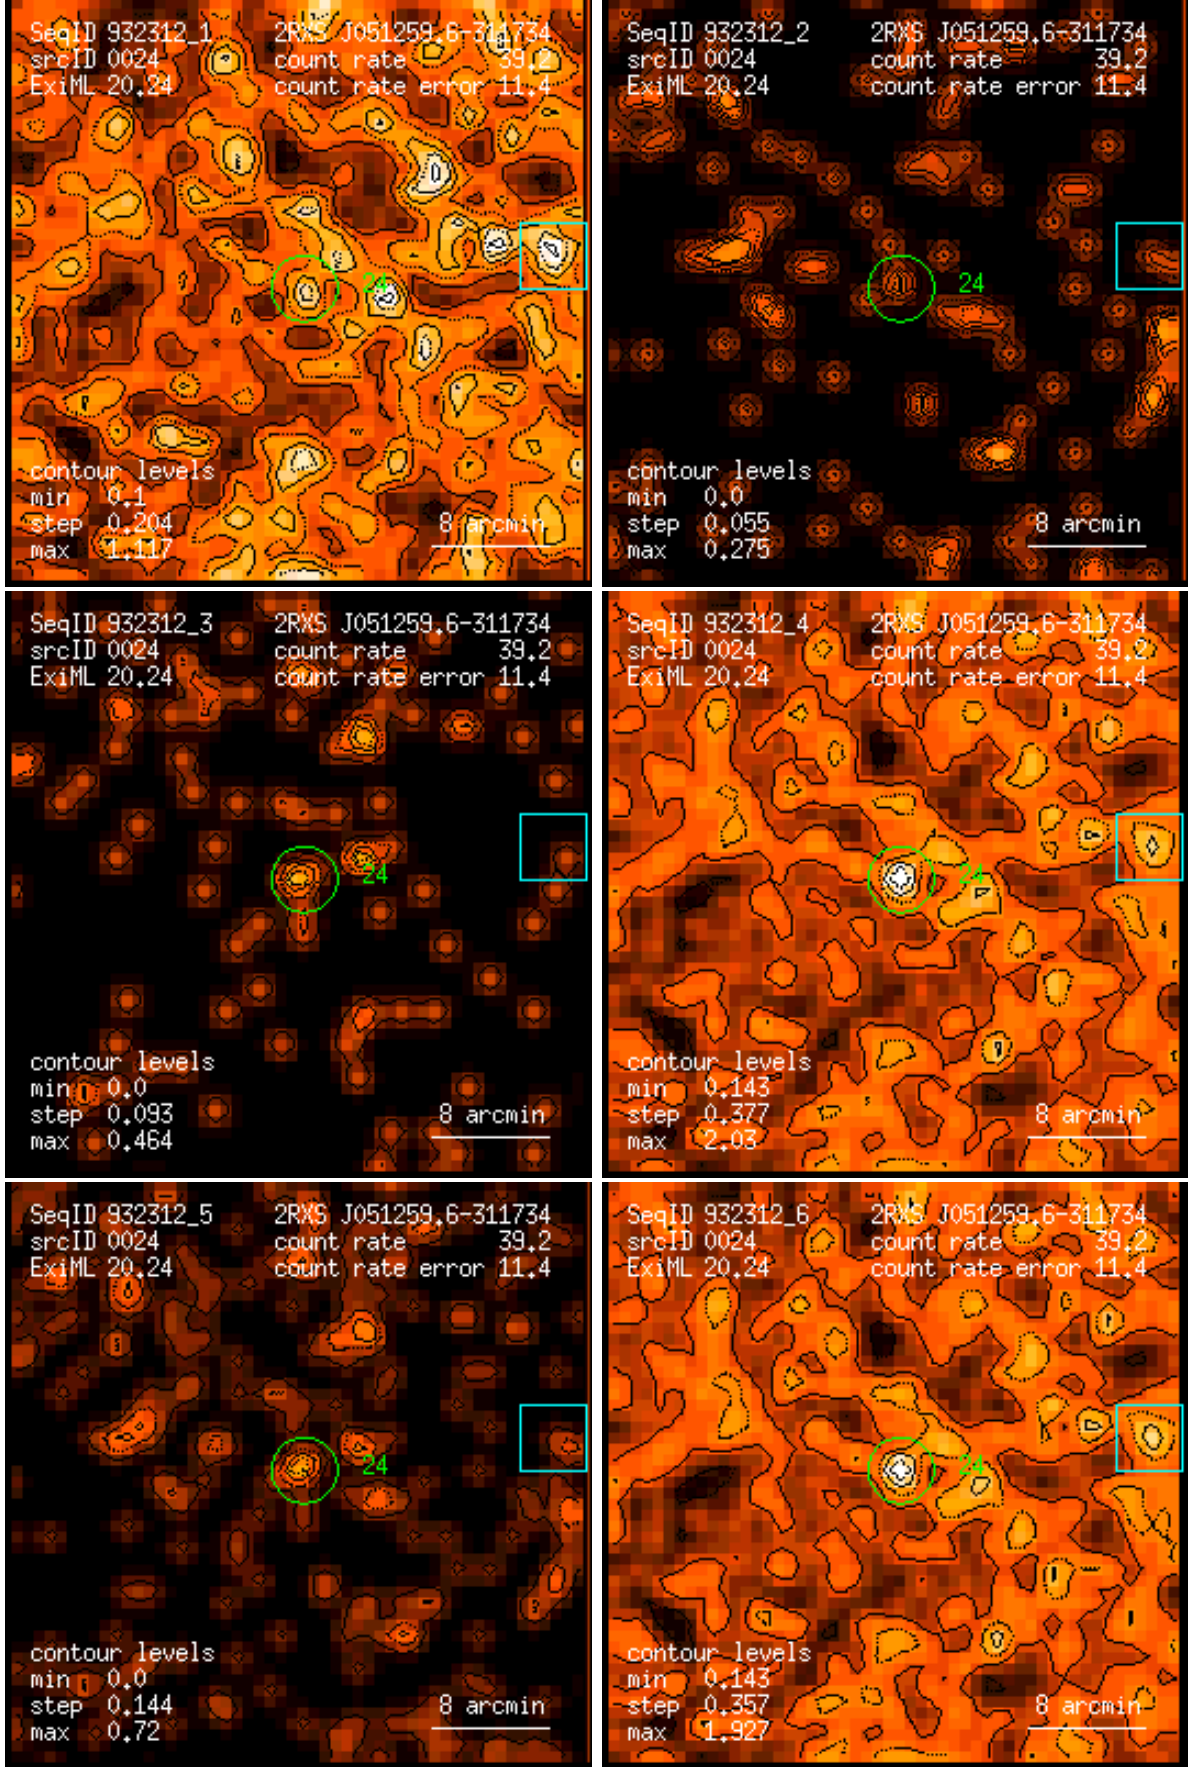 SeqID 932312_1 2RXS J051259.6-311734
srcID 0024 count rate 39.2
ExiML 20.24 count rate error 11.4
24
contour levels
min 0.1
step 0.204
max 1.117
8 arcmin
SeqID 932312_2 2RXS J051259.6-311734
srcID 0024 count rate 39.2
ExiML 20.24 count rate error 11.4
24
contour levels
min 0.0
step 0.055
max 0.275
8 arcmin
SeqID 932312_3 2RXS J051259.6-311734
srcID 0024 count rate 39.2
ExiML 20.24 count rate error 11.4
24
contour levels
min 0.0
step 0.093
max 0.464
8 arcmin
SeqID 932312_4 2RXS J051259.6-311734
srcID 0024 count rate 39.2
ExiML 20.24 count rate error 11.4
24
contour levels
min 0.143
step 0.377
max 2.03
8 arcmin
SeqID 932312_5 2RXS J051259.6-311734
srcID 0024 count rate 39.2
ExiML 20.24 count rate error 11.4
24
contour levels
min 0.0
step 0.144
max 0.72
8 arcmin
SeqID 932312_6 2RXS J051259.6-311734
srcID 0024 count rate 39.2
ExiML 20.24 count rate error 11.4
24
contour levels
min 0.143
step 0.357
max 1.927
8 arcmin